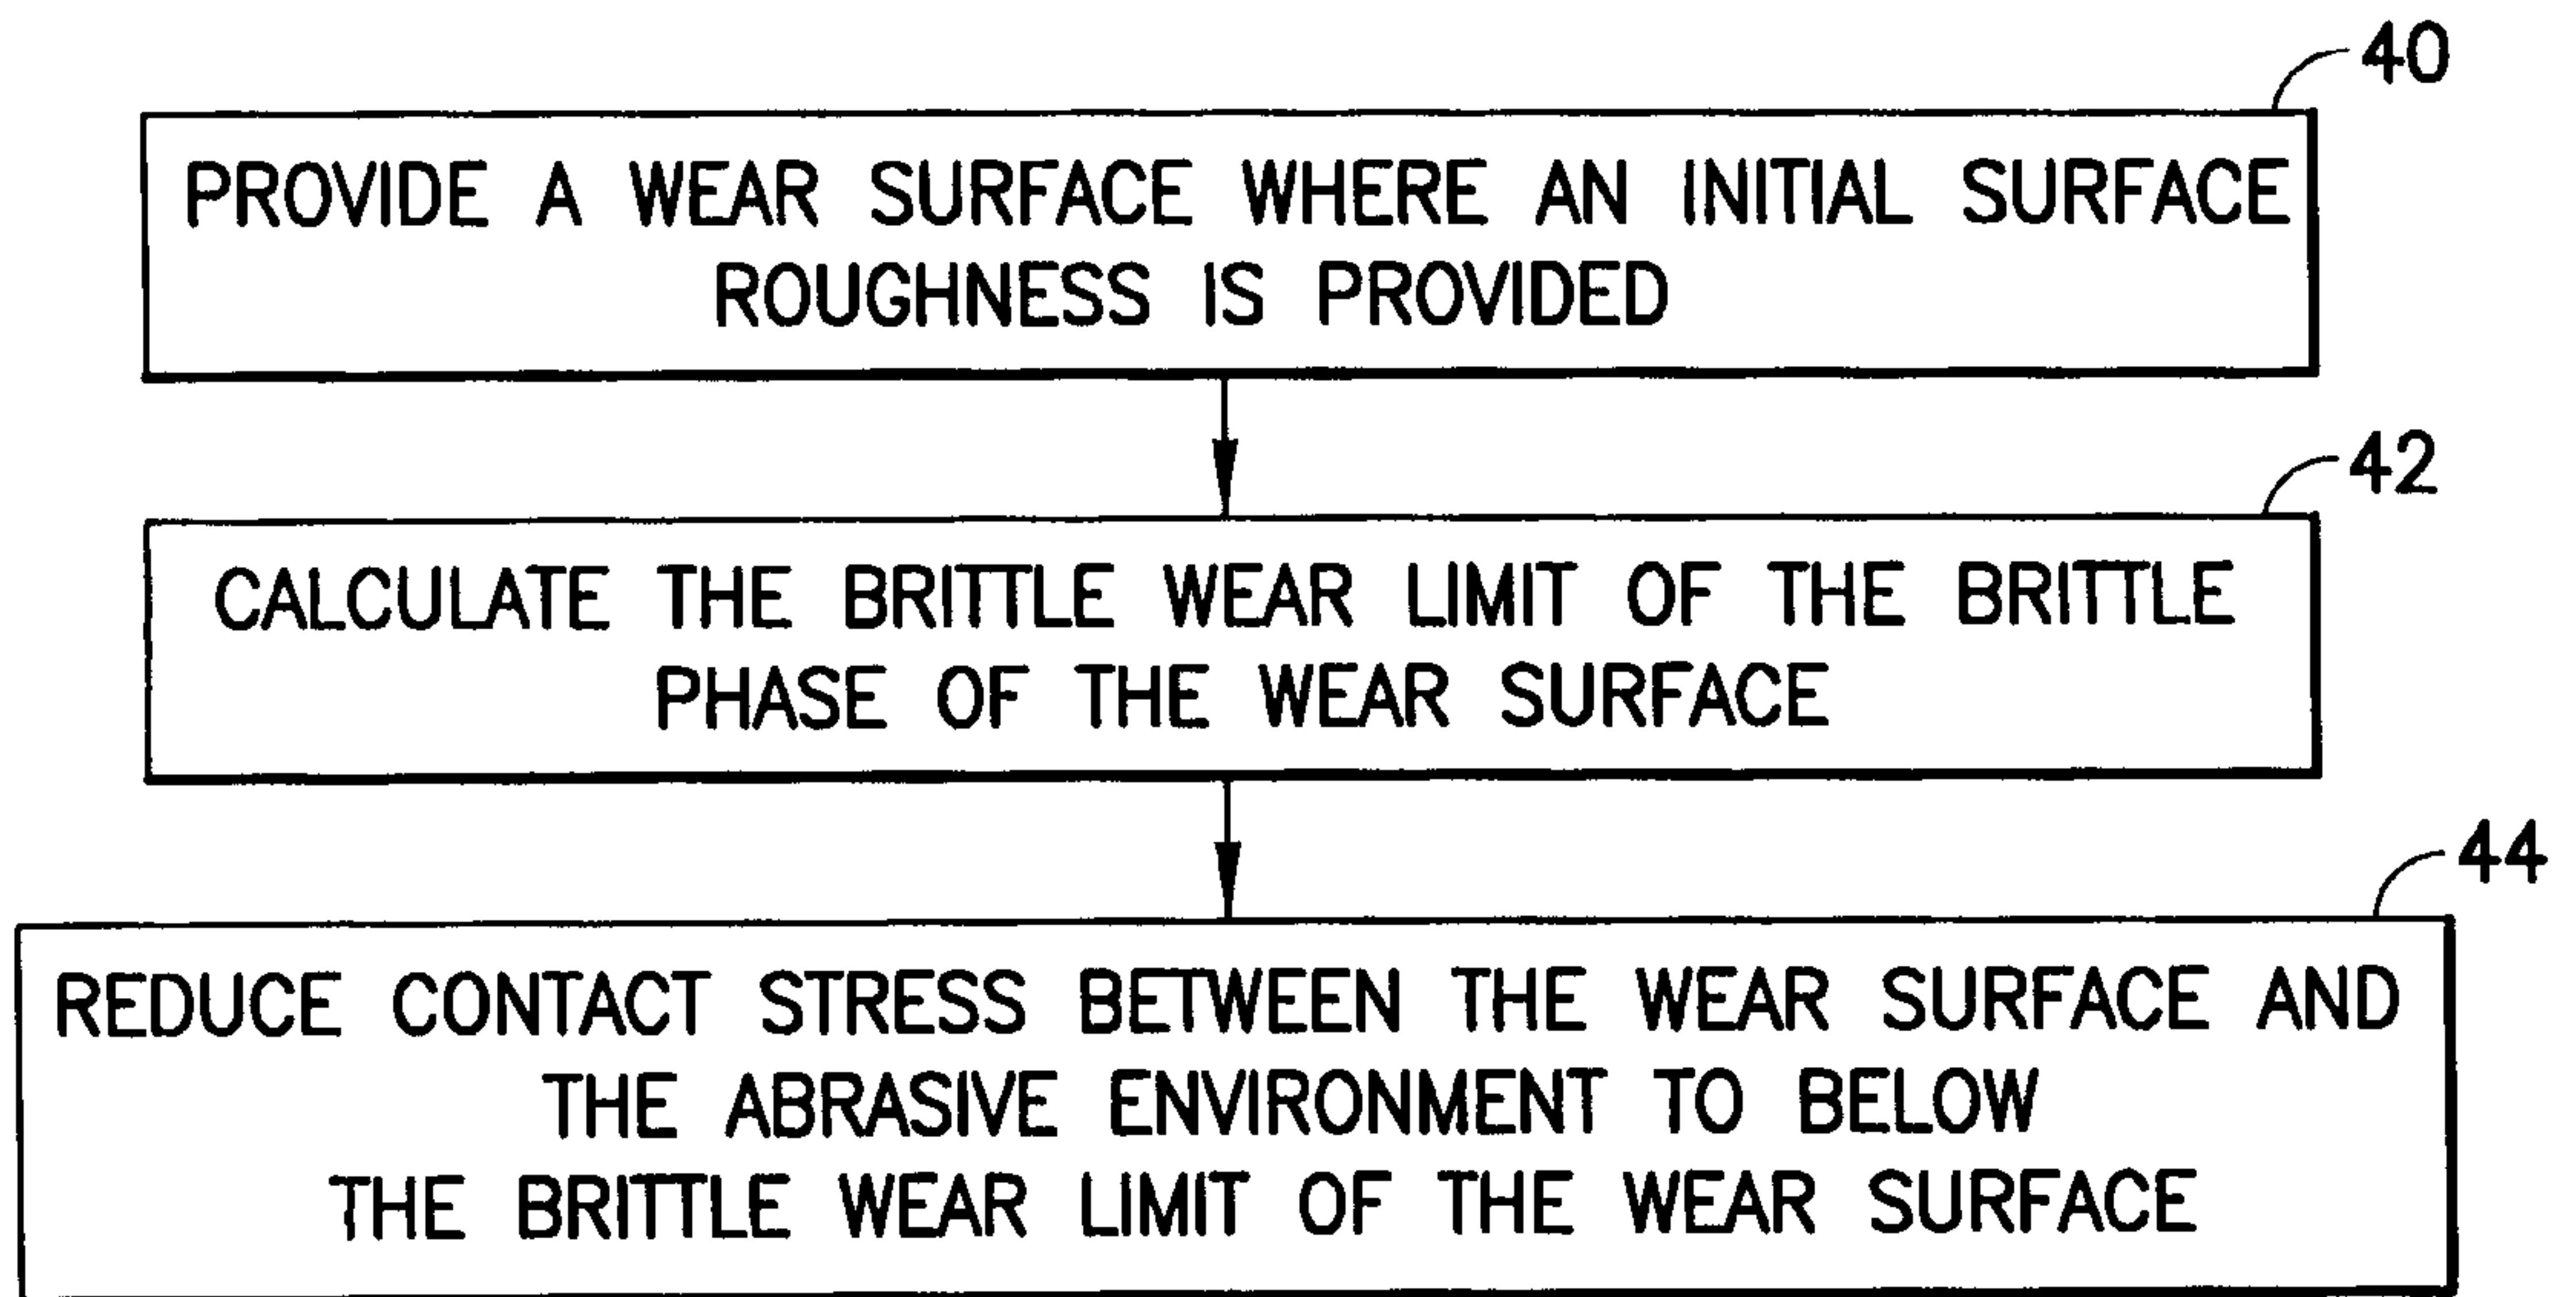 40
PROVIDE A WEAR SURFACE WHERE AN INITIAL SURFACE
ROUGHNESS IS PROVIDED
42
CALCULATE THE BRITTLE WEAR LIMIT OF THE BRITTLE
PHASE OF THE WEAR SURFACE
44
REDUCE CONTACT STRESS BETWEEN THE WEAR SURFACE AND
THE ABRASIVE ENVIRONMENT TO BELOW
THE BRITTLE WEAR LIMIT OF THE WEAR SURFACE